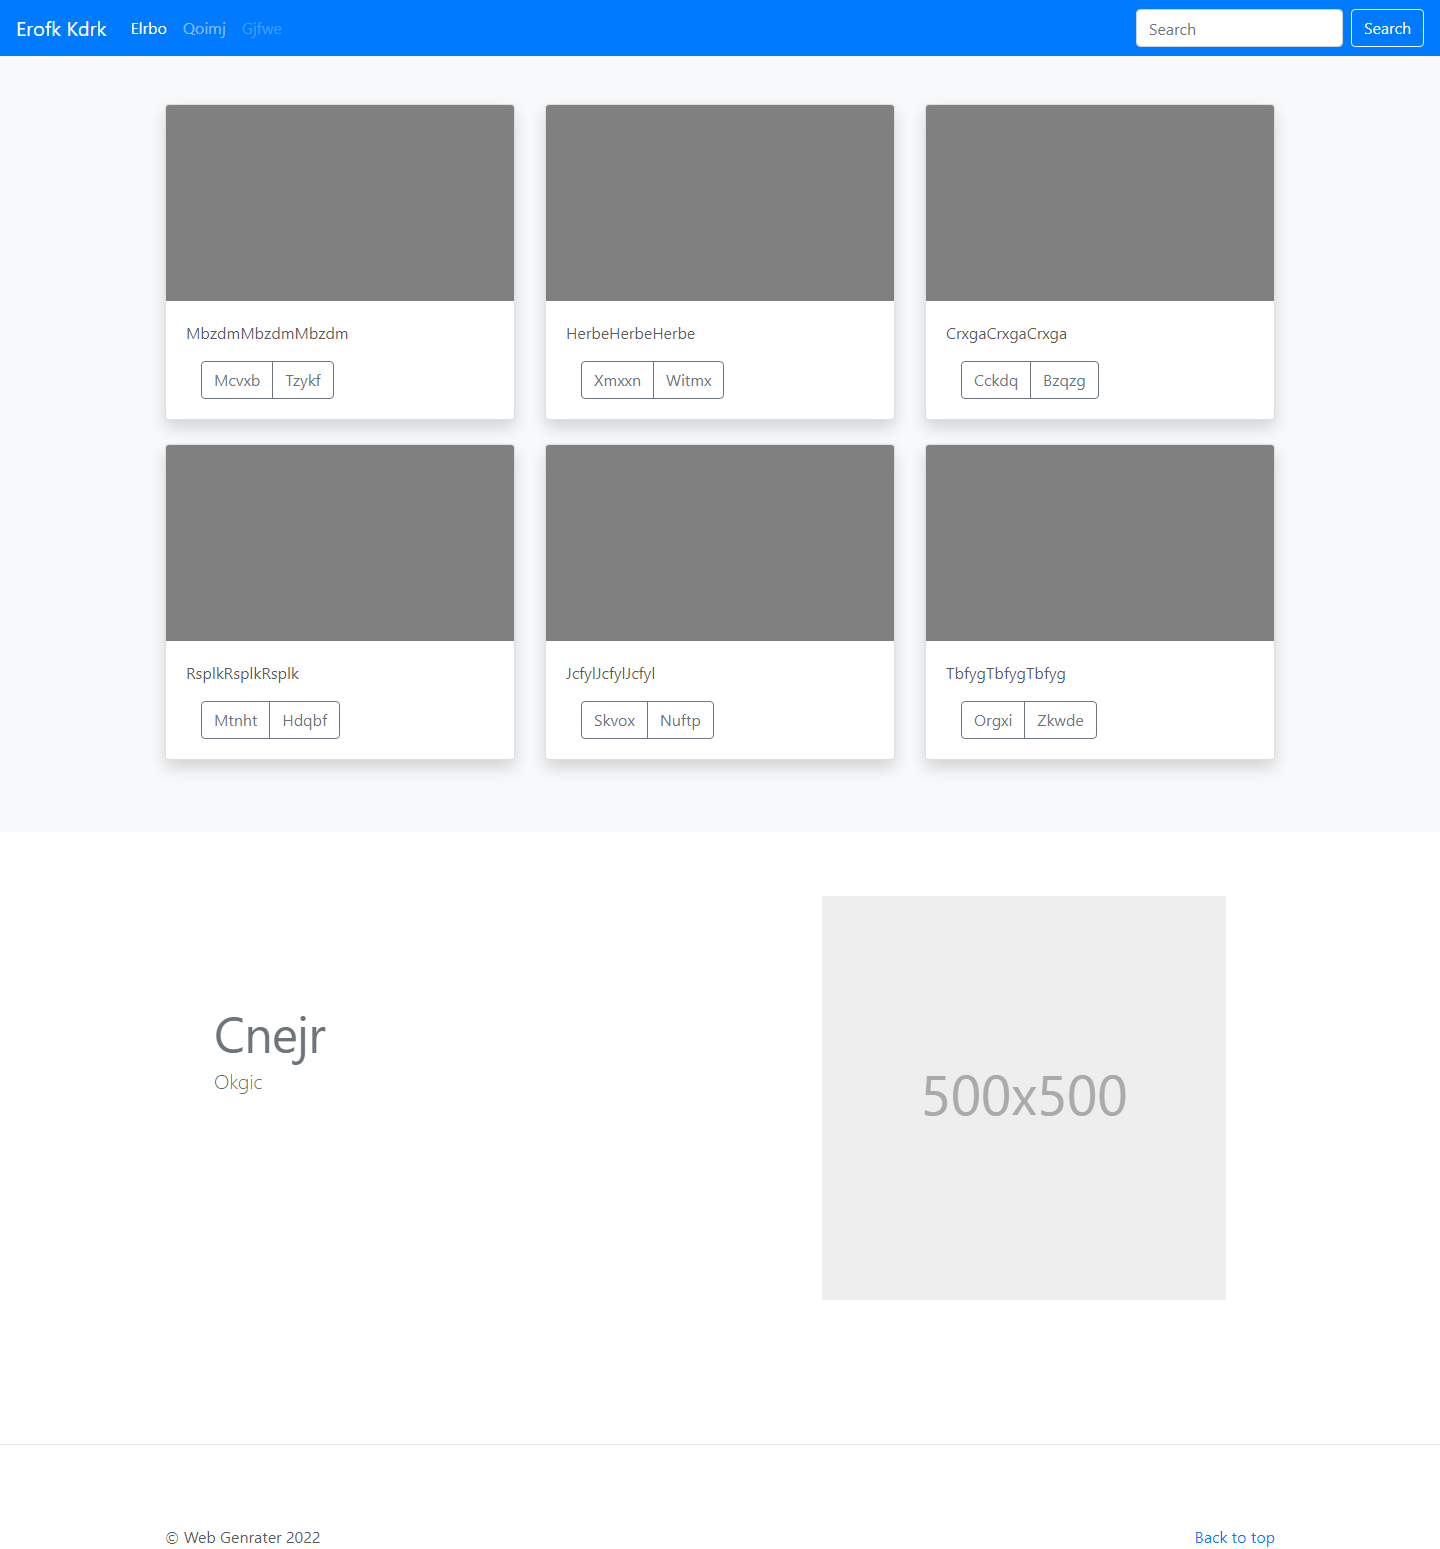 Erofk Kdrk Elrbo Qoimj Gjfwe Search Search
MbzdmMbzdmMbzdm HerbeHerbeHerbe CrxgaCrxgaCrxga
Mcvxb Tzykf Xmxxn Witmx Cckdq Bzqzg
RsplkRsplkRsplk JcfylJcfylJcfyl TbfygTbfygTbfyg
Mtnht Hdqbf Skvox Nuftp Orgxi Zkwde
Cnejr
Okgic
500x500
© Web Genrater 2022 Back to top